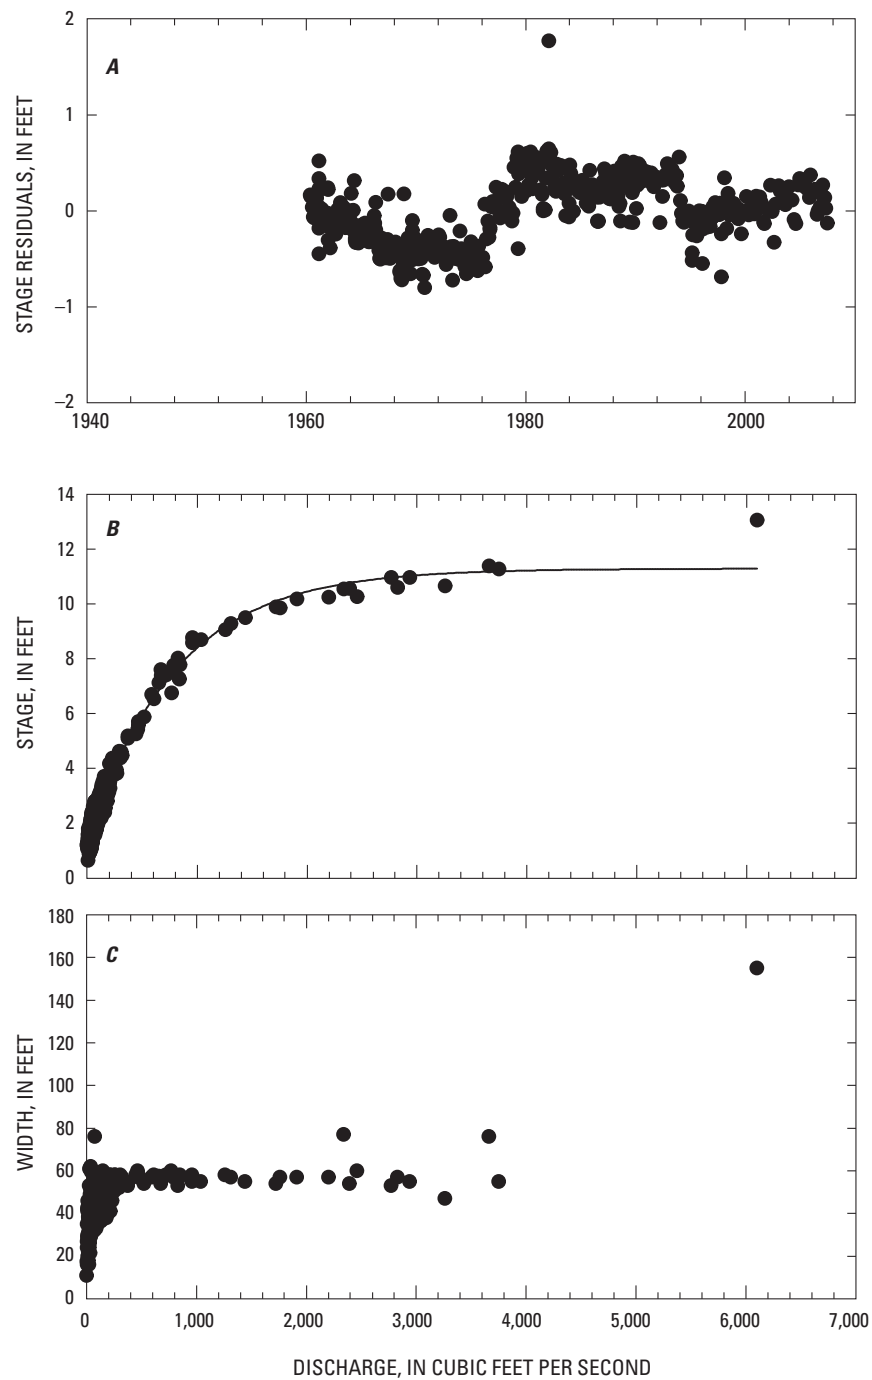 2
A
1
0
–1
–2
STAGE RESIDUALS, IN FEET
1940 1960 1980 2000
14
B
12
10
8
6
4
2
0
STAGE, IN FEET
180
C
160
140
120
100
80
60
40
20
0
WIDTH, IN FEET
0 1,000 2,000 3,000 4,000 5,000 6,000 7,000
DISCHARGE, IN CUBIC FEET PER SECOND